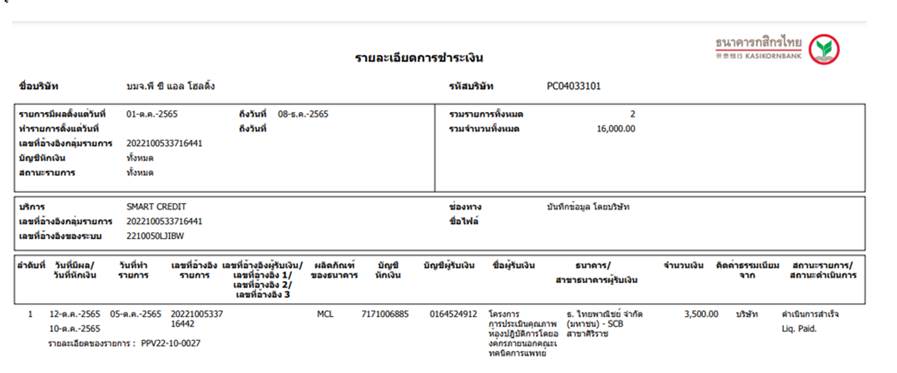 ธนาคารกสิกรไทย
开泰银行 KASIKORNBANK
รายละเอียดการชำระเงิน
ชื่อบริษัท บมจ.พี ซี แอล โฮลดิ้ง รหัสบริษัท PC04033101
รายการมีผลตั้งแต่วันที่ 01-ต.ค.-2565 ถึงวันที่ 08-ธ.ค.-2565 รวมรายการทั้งหมด 2
ทำรายการตั้งแต่วันที่ ถึงวันที่ รวมจำนวนทั้งหมด 16,000.00
เลขที่อ้างอิงกลุ่มรายการ 2022100533716441
บัญชีหักเงิน ทั้งหมด
สถานะรายการ ทั้งหมด
บริการ SMART CREDIT ช่องทาง บันทึกข้อมูล โดยบริษัท
เลขที่อ้างอิงกลุ่มรายการ 2022100533716441 ชื่อไฟล์
เลขที่อ้างอิงของระบบ 221005OLJIBW
ลำดับที่ วันที่มีผล/ วันที่ทำ เลขที่อ้างอิง เลขที่อ้างอิงผู้รับเงิน/ ผลิตภัณฑ์ บัญชี บัญชีผู้รับเงิน ชื่อผู้รับเงิน ธนาคาร/ จำนวนเงิน คิดค่าธรรมเนียม สถานะรายการ/
วันที่หักเงิน รายการ รายการ เลขที่อ้างอิง 1/ ของธนาคาร หักเงิน สาขาธนาคารผู้รับเงิน จาก สถานะดำเนินการ
เลขที่อ้างอิง 2/
เลขที่อ้างอิง 3
1 12-ต.ค.-2565 05-ต.ค.-2565 20221005337 MCL 7171006885 0164524912 โครงการ ธ. ไทยพาณิชย์ จำกัด 3,500.00 บริษัท ดำเนินการสำเร็จ
10-ต.ค.-2565 16442 การประเมินคุณภาพ (มหาชน) - SCB Liq. Paid.
รายละเอียดของรายการ : PPV22-10-0027 ห้องปฏิบัติการโดยอ สาขาศิริราช
งค์กรภายนอกคณะเ
ทคนิคการแพทย์